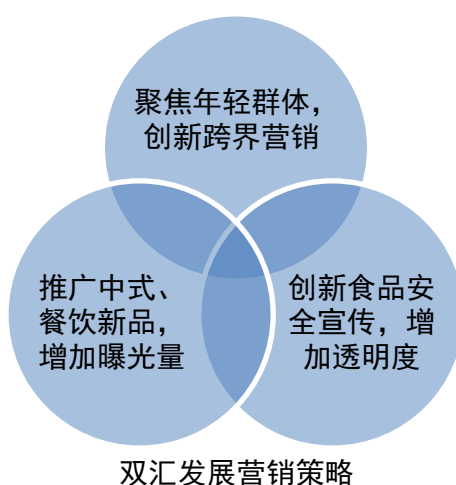 聚焦年轻群体，
创新跨界营销
推广中式、
餐饮新品，
增加曝光量
创新食品安
全宣传，增
加透明度
双汇发展营销策略